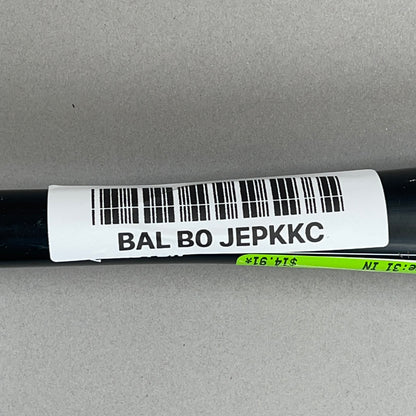 BAL B0 JEPKKC
e:31 IN
$14.91*